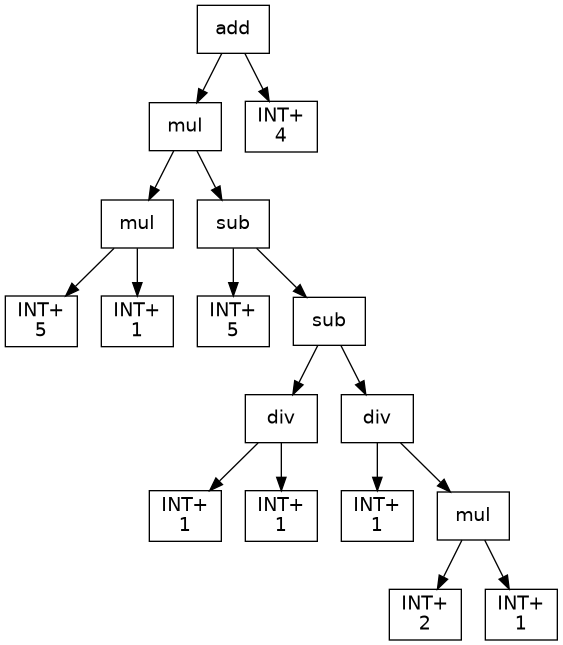 add
mul
INT+
4
mul
sub
INT+
5
INT+
1
INT+
5
sub
div
div
INT+
1
INT+
1
INT+
1
mul
INT+
2
INT+
1